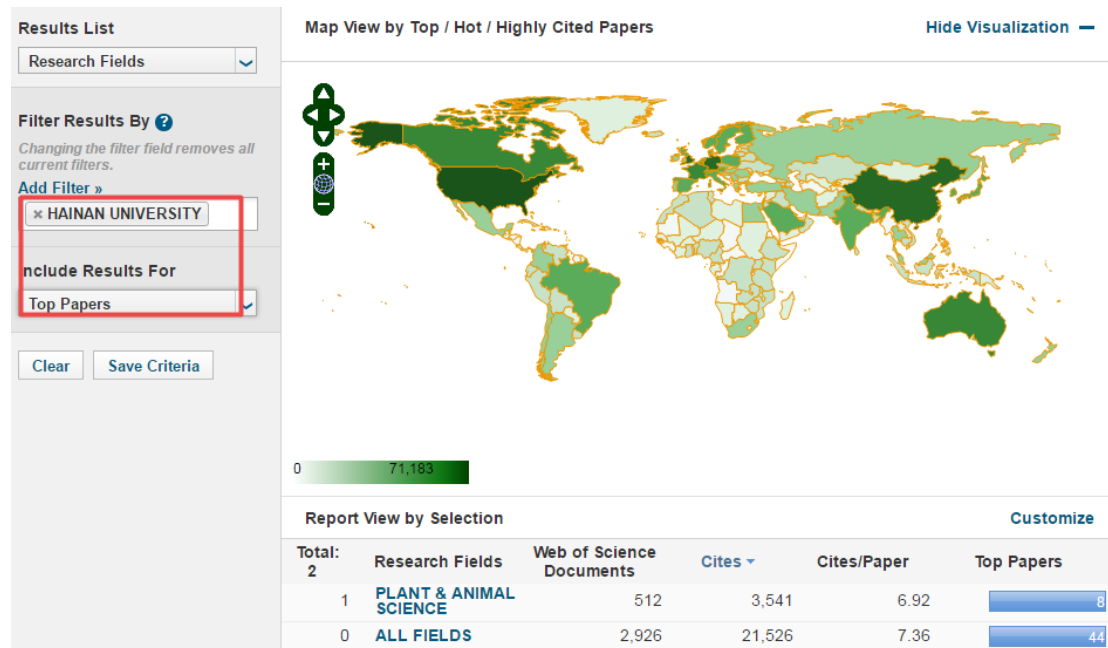 Results List
Research Fields
Filter Results By ?
Changing the filter field removes all
current filters.
Add Filter »
× HAINAN UNIVERSITY
nclude Results For
Top Papers
Clear Save Criteria
Map View by Top / Hot / Highly Cited Papers
Hide Visualization −
+
−
0 71,183
Report View by Selection
Customize
Total:
2
Research Fields
Web of Science
Documents
Cites
Cites/Paper
Top Papers
1 PLANT & ANIMAL
SCIENCE
512 3,541 6.92 8
0 ALL FIELDS 2,926 21,526 7.36 44